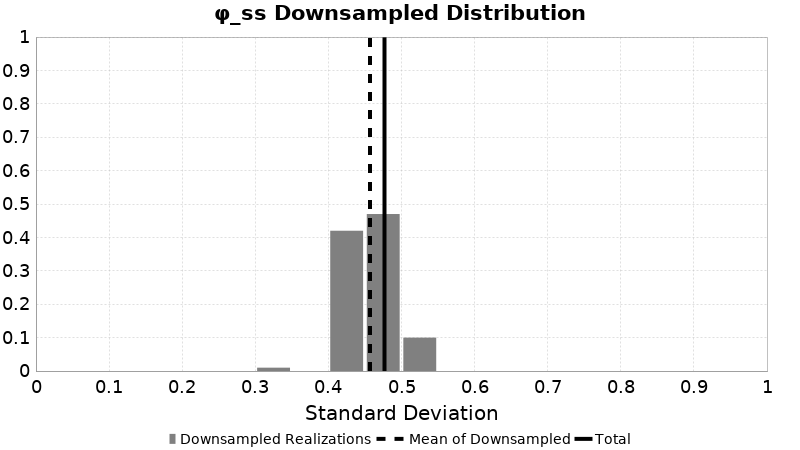 φ_ss Downsampled Distribution
1
0.9
0.8
0.7
0.6
0.5
0.4
0.3
0.2
0.1
0
0 0.1 0.2 0.3 0.4 0.5 0.6 0.7 0.8 0.9 1
Standard Deviation
Downsampled Realizations Mean of Downsampled Total